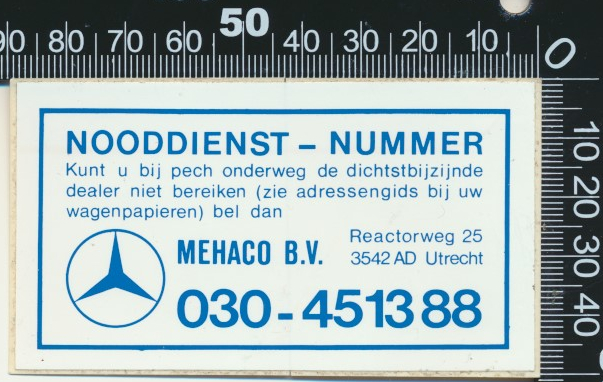 90 80 70 60 50 40 30 20 10 0
NOODDIENST – NUMMER
Kunt u bij pech onderweg de dichtstbijzijnde
dealer niet bereiken (zie adressengids bij uw
wagenpapieren) bel dan
MEHACO B.V.
Reactorweg 25
3542 AD Utrecht
030-451388
10 20 30 40